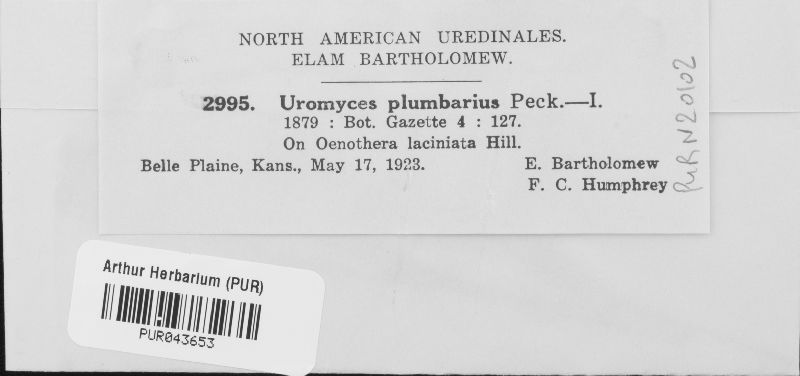 NORTH AMERICAN UREDINALES.
ELAM BARTHOLOMEW.
2995. Uromyces plumbarius Peck.—I.
1879 : Bot. Gazette 4 : 127.
On Oenothera laciniata Hill.
Belle Plaine, Kans., May 17, 1923. E. Bartholomew
F. C. Humphrey
PUR N20102
Arthur Herbarium (PUR)
PUR043653